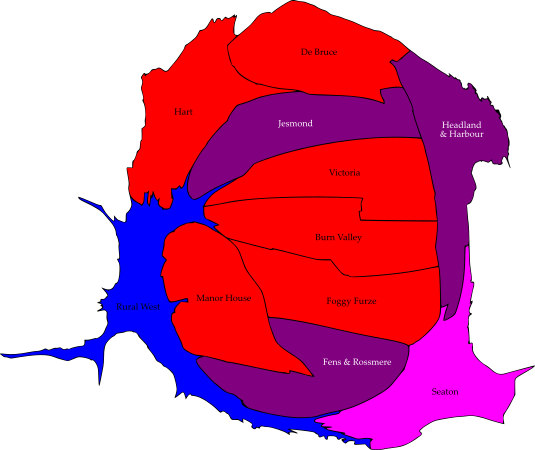 De Bruce
Hart
Jesmond
Headland
& Harbour
Victoria
Burn Valley
Manor House
Foggy Furze
Rural West
Fens & Rossmere
Seaton